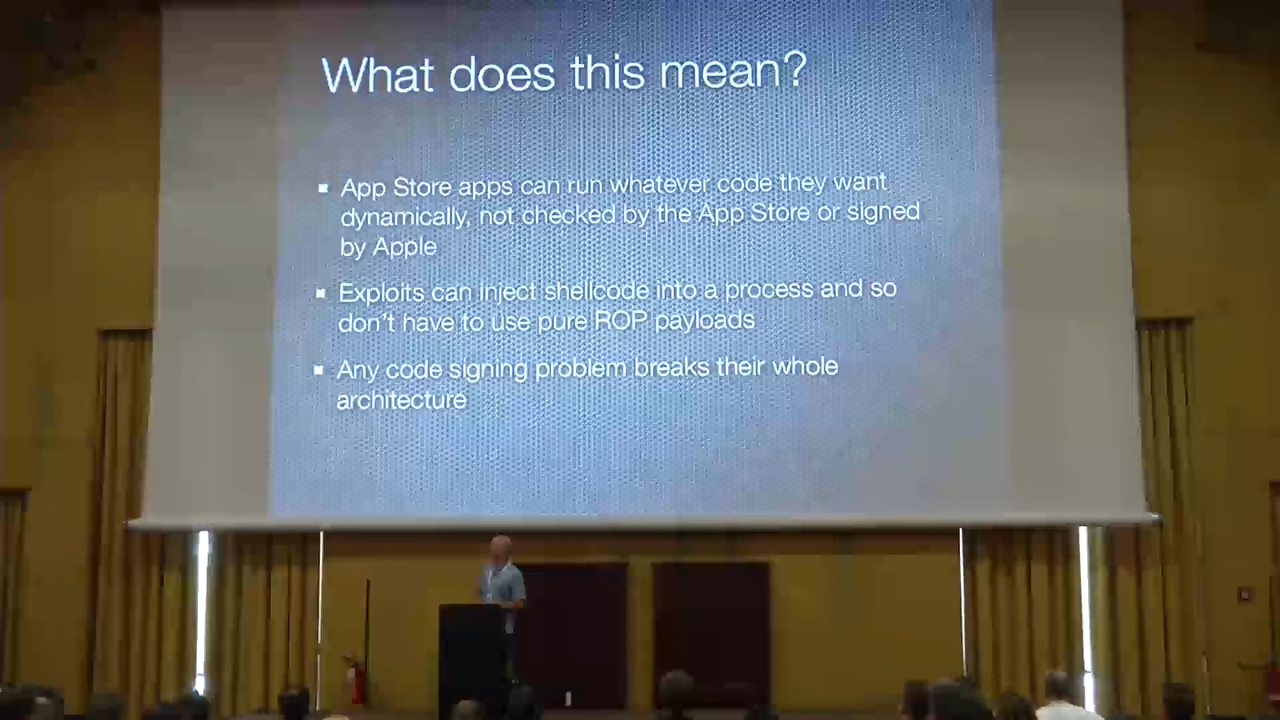 What does this mean?
App Store apps can run whatever code they want
dynamically, not checked by the App Store or signed
by Apple
Exploits can inject shellcode into a process and so
don't have to use pure ROP payloads
Any code signing problem breaks their whole
architecture